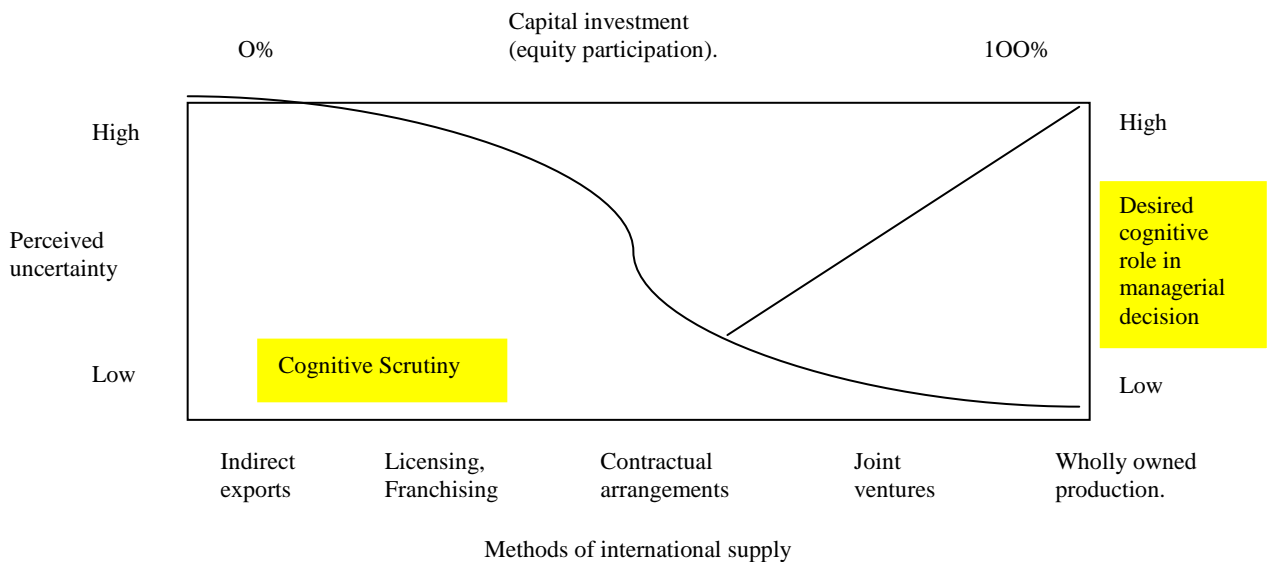 Capital investment
(equity participation).
O%
1OO%
High
High
Perceived
uncertainty
Desired
cognitive
role in
managerial
decision
Cognitive Scrutiny
Low
Low
Indirect
exports
Licensing,
Franchising
Contractual
arrangements
Joint
ventures
Wholly owned
production.
Methods of international supply